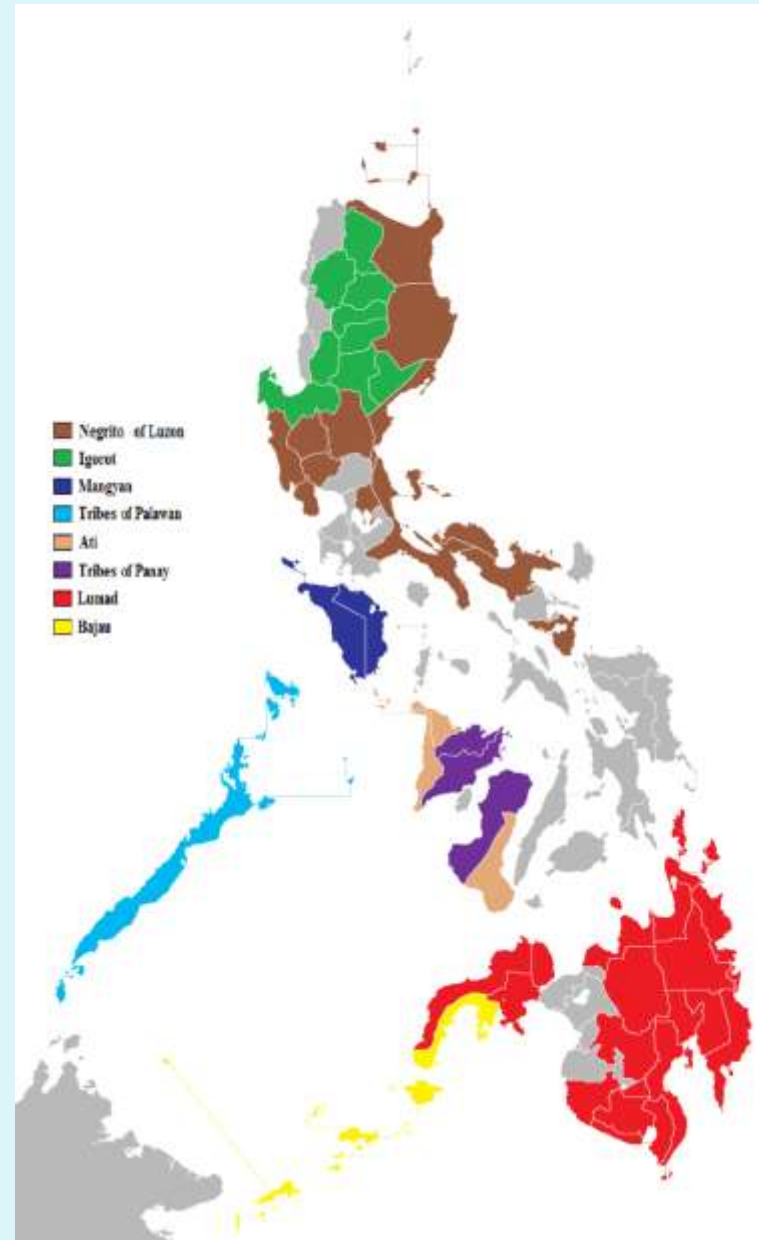 Negrito of Luzon
Igorot
Mangyan
Tribes of Palawan
Ati
Tribes of Panay
Lumad
Bajau